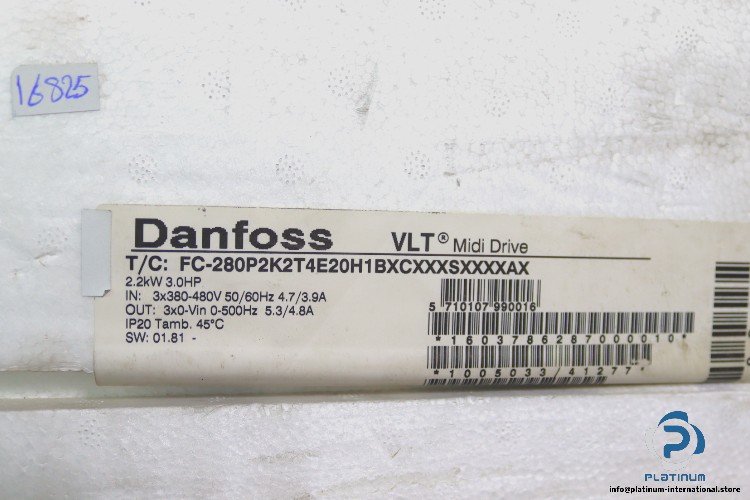 16825
Danfoss VLT® Midi Drive
T/C: FC-280P2K2T4E20H1BXCXXXSXXXXAX
2.2kW 3.0HP
IN: 3x380-480V 50/60Hz 4.7/3.9A
OUT: 3x0-Vin 0-500Hz 5.3/4.8A
IP20 Tamb. 45°C
SW: 01.81 -
5 710107 990016
*16037862870000010*
*1005033/41277*
PLATINUM
info@platinum-international.store